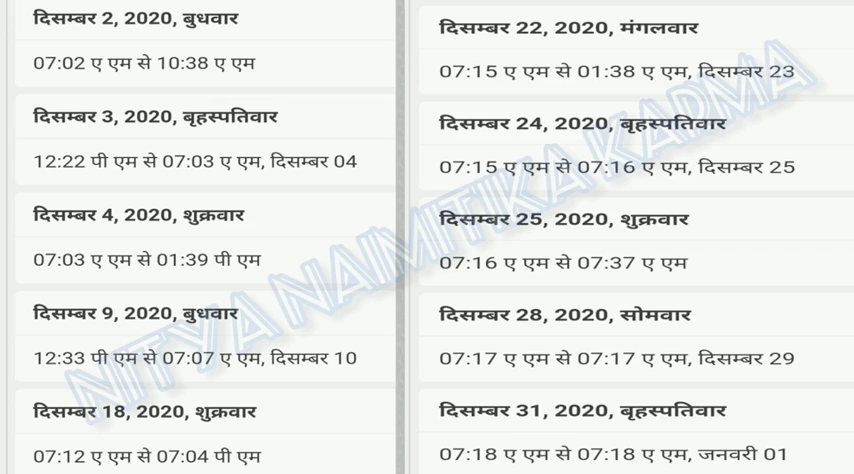 दिसम्बर 2, 2020, बुधवार
07:02 ए एम से 10:38 ए एम
दिसम्बर 3, 2020, बृहस्पतिवार
12:22 पी एम से 07:03 ए एम, दिसम्बर 04
दिसम्बर 4, 2020, शुक्रवार
07:03 ए एम से 01:39 पी एम
दिसम्बर 9, 2020, बुधवार
12:33 पी एम से 07:07 ए एम, दिसम्बर 10
दिसम्बर 18, 2020, शुक्रवार
07:12 ए एम से 07:04 पी एम
दिसम्बर 22, 2020, मंगलवार
07:15 ए एम से 01:38 ए एम, दिसम्बर 23
दिसम्बर 24, 2020, बृहस्पतिवार
07:15 ए एम से 07:16 ए एम, दिसम्बर 25
दिसम्बर 25, 2020, शुक्रवार
07:16 ए एम से 07:37 ए एम
दिसम्बर 28, 2020, सोमवार
07:17 ए एम से 07:17 ए एम, दिसम्बर 29
दिसम्बर 31, 2020, बृहस्पतिवार
07:18 ए एम से 07:18 ए एम, जनवरी 01
NITYA NAIMITIKA KARMA